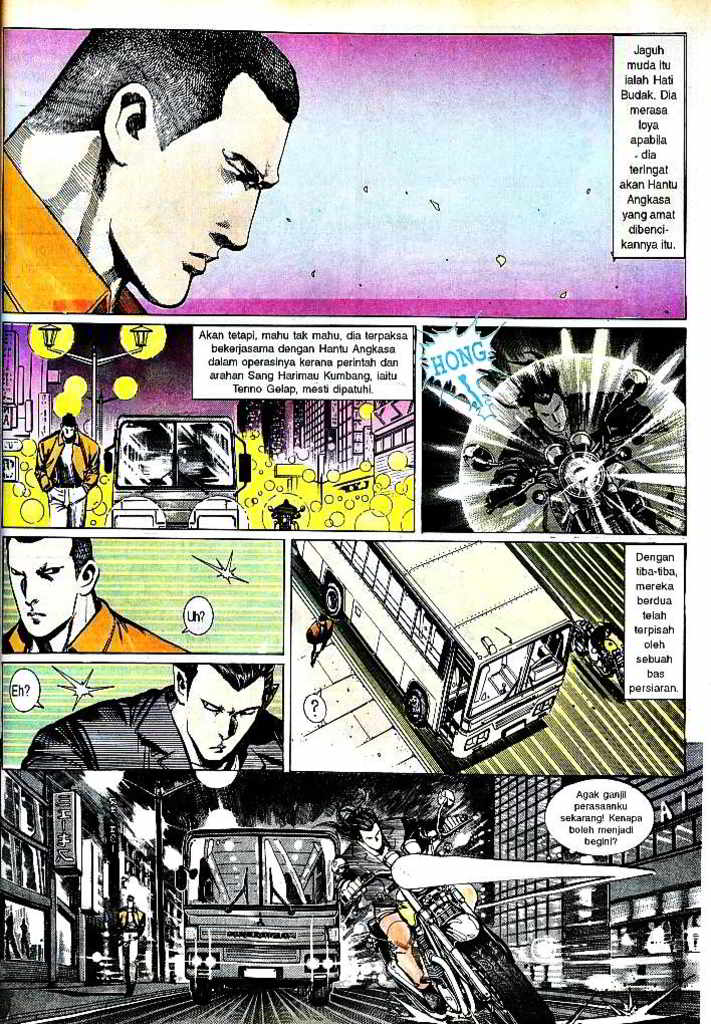 Jaguh
muda itu
ialah Hati
Budak. Dia
merasa
loya
apabila
- dia
teringat
akan Hantu
Angkasa
yang amat
dibenci-
kannya itu.
Akan tetapi, mahu tak mahu, dia terpaksa
bekerjasama dengan Hantu Angkasa
dalam operasinya kerana perintah dan
arahan Sang Harimau Kumbang, iaitu
Tenno Gelap, mesti dipatuhi.
HONG
Uh?
Eh?
?
Dengan
tiba-tiba,
mereka
berdua
telah
terpisah
oleh
sebuah
bas
persiaran.
Agak ganjil
perasaanku
sekarang! Kenapa
boleh menjadi
begini?